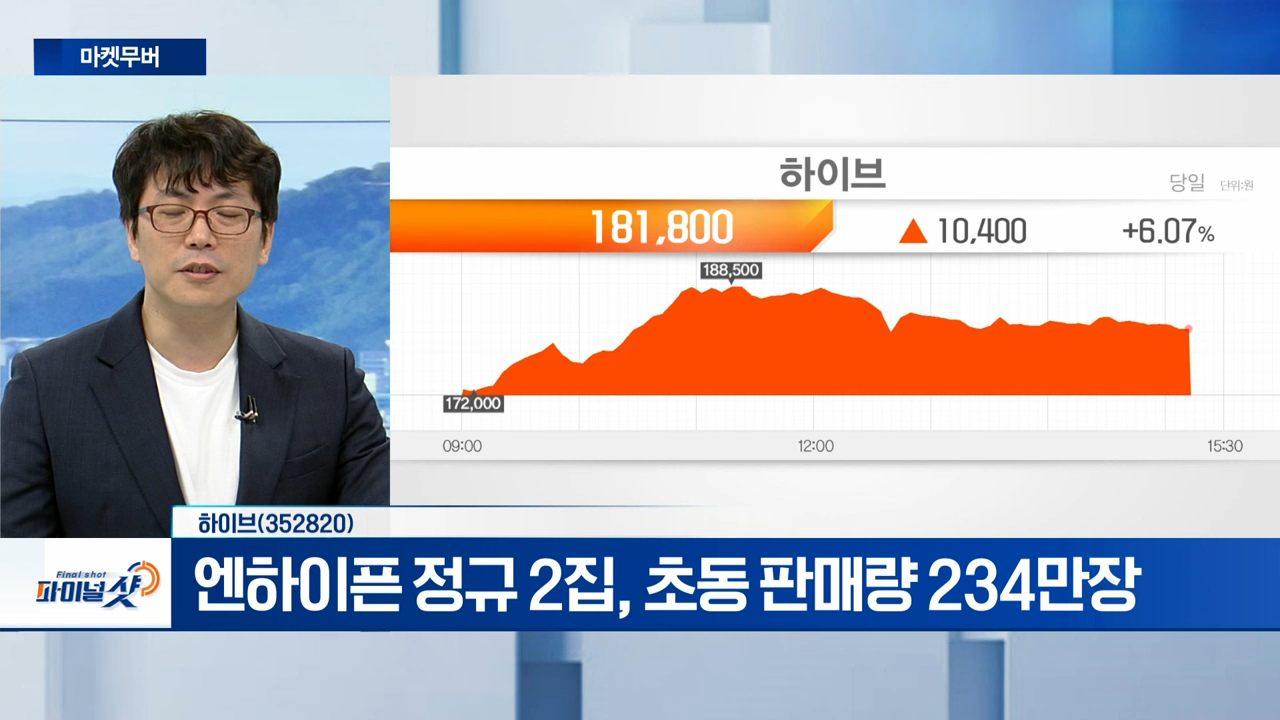 마켓무버
하이브
당일 단위:원
181,800 ▲ 10,400 +6.07%
188,500
172,000
09:00 12:00 15:30
하이브(352820)
Final shot
파이널샷
엔하이픈 정규 2집, 초동 판매량 234만장